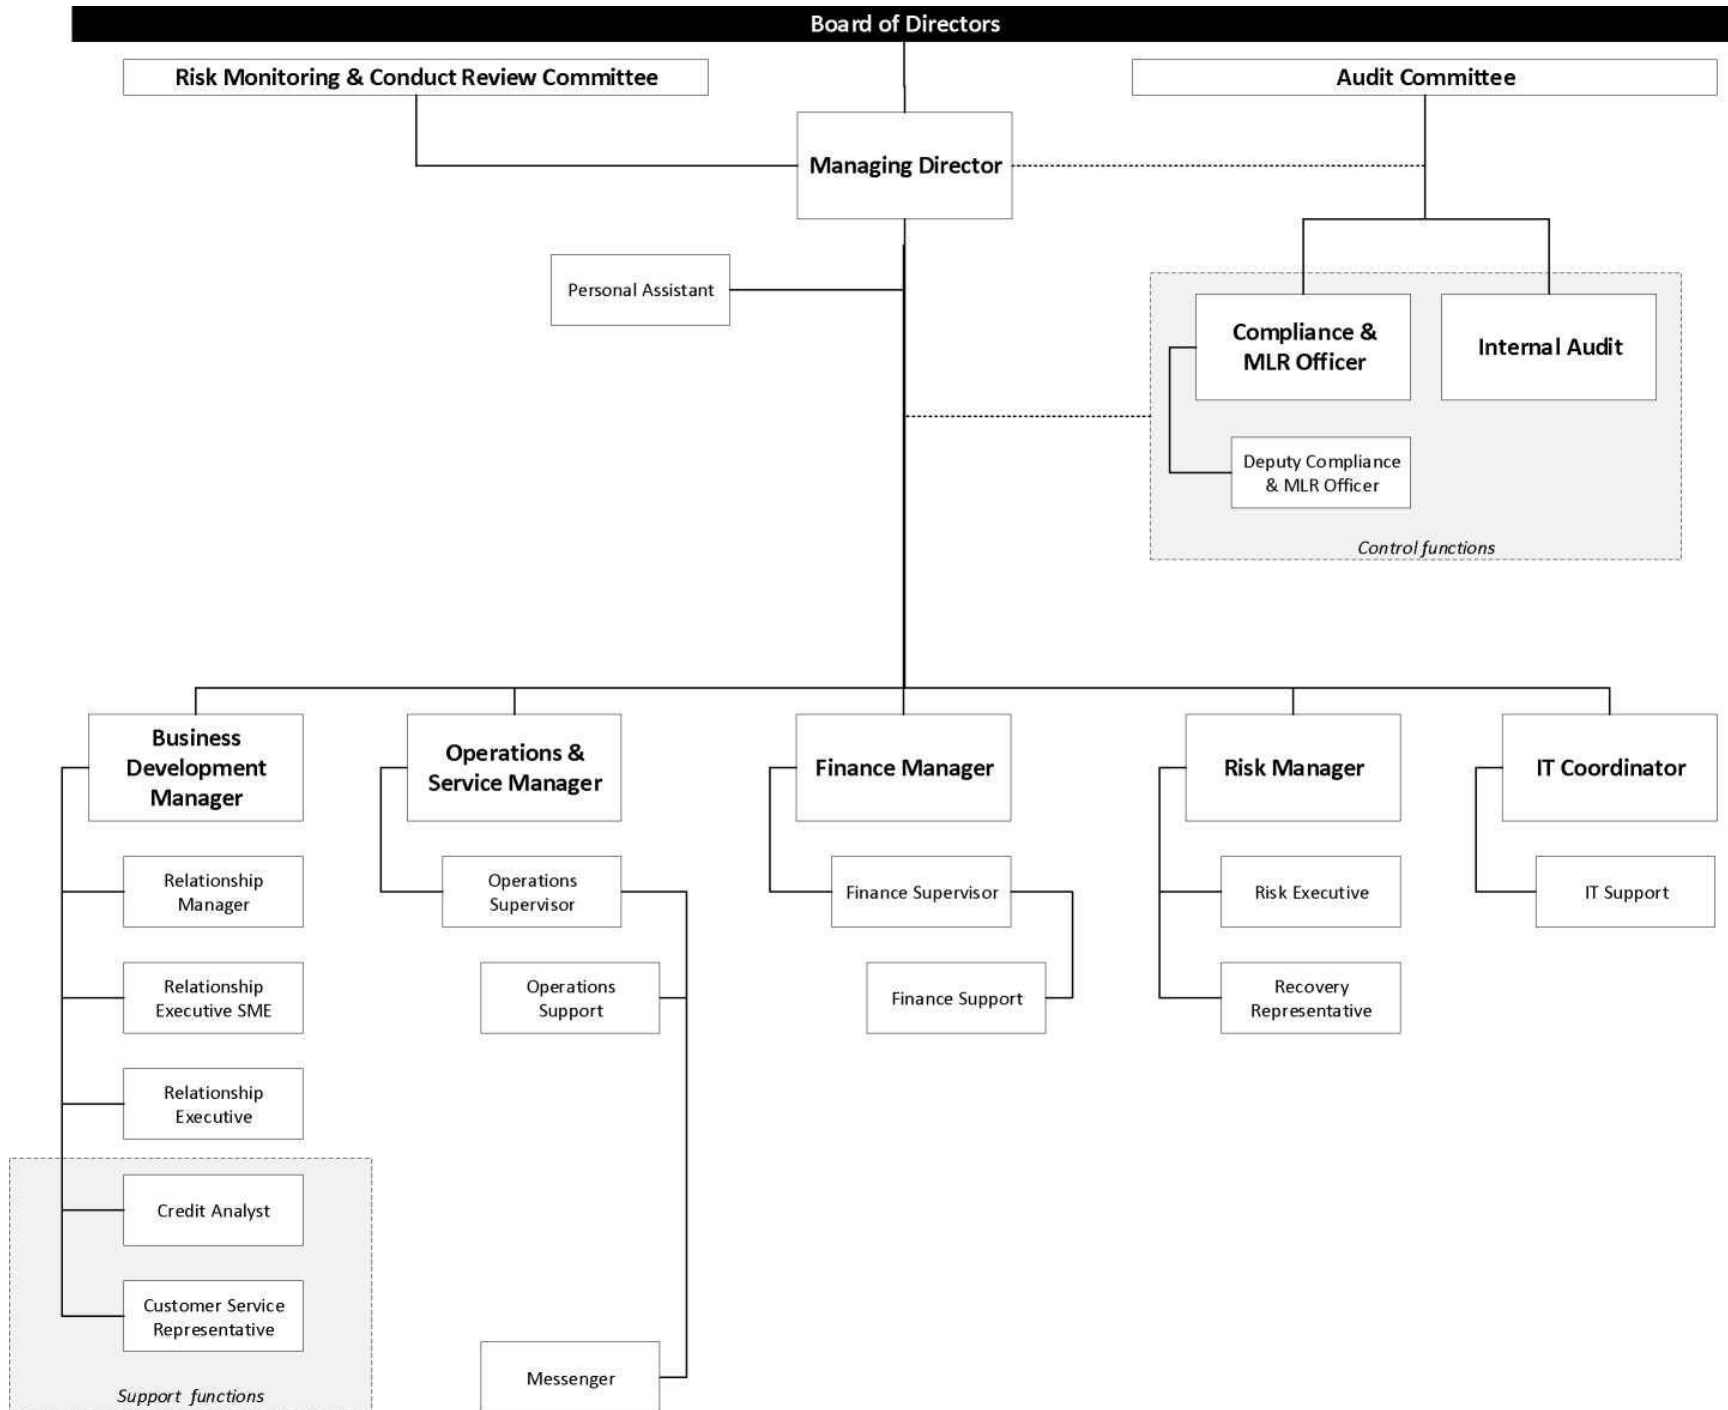 Board of Directors
Risk Monitoring & Conduct Review Committee
Audit Committee
Managing Director
Personal Assistant
Compliance &
MLR Officer
Internal Audit
Deputy Compliance
& MLR Officer
Control functions
Business
Development
Manager
Operations &
Service Manager
Finance Manager
Risk Manager
IT Coordinator
Relationship
Manager
Operations
Supervisor
Finance Supervisor
Risk Executive
IT Support
Relationship
Executive SME
Operations
Support
Finance Support
Recovery
Representative
Relationship
Executive
Credit Analyst
Customer Service
Representative
Messenger
Support functions